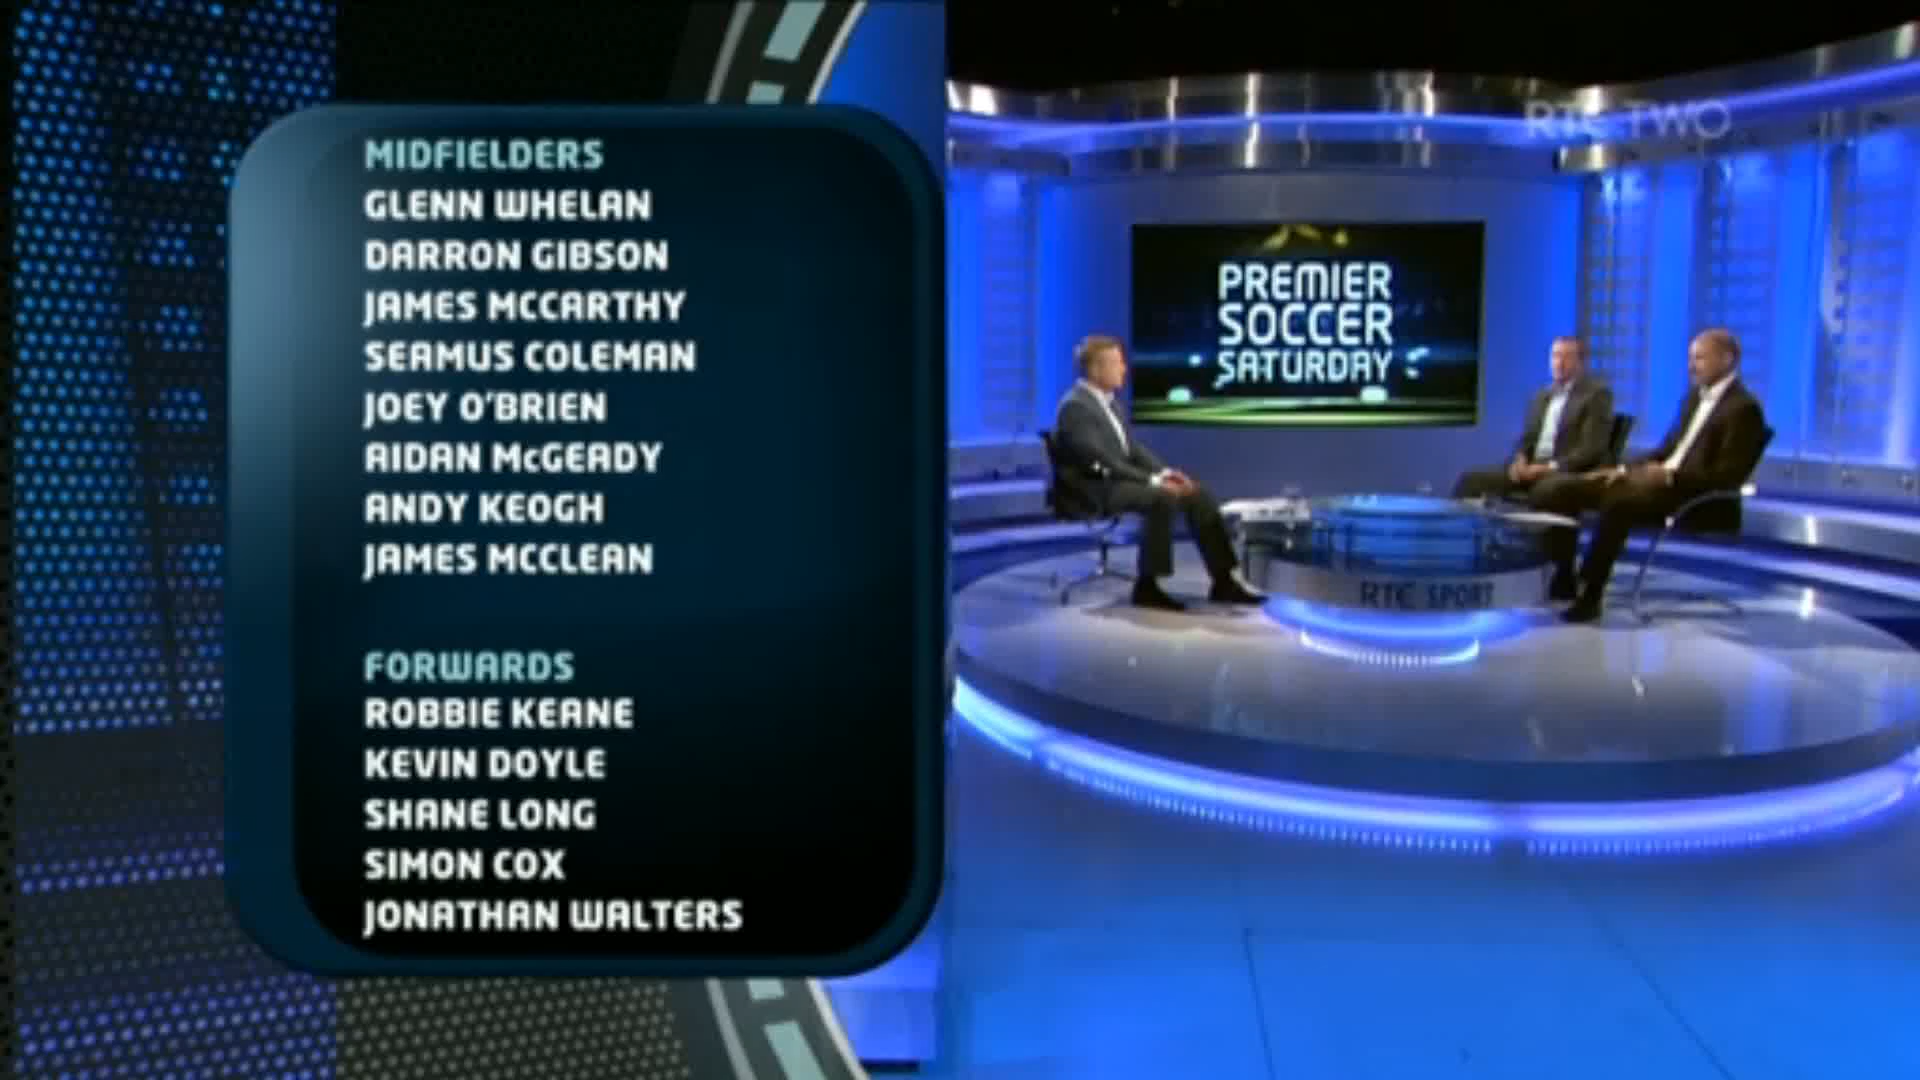 MIDFIELDERS
GLENN WHELAN
DARRON GIBSON
JAMES MCCARTHY
SEAMUS COLEMAN
JOEY O'BRIEN
AIDAN McGEADY
ANDY KEOGH
JAMES MCCLEAN
FORWARDS
ROBBIE KEANE
KEVIN DOYLE
SHANE LONG
SIMON COX
JONATHAN WALTERS
RTÉ TWO
PREMIER
SOCCER
SATURDAY
RTÉ SPORT